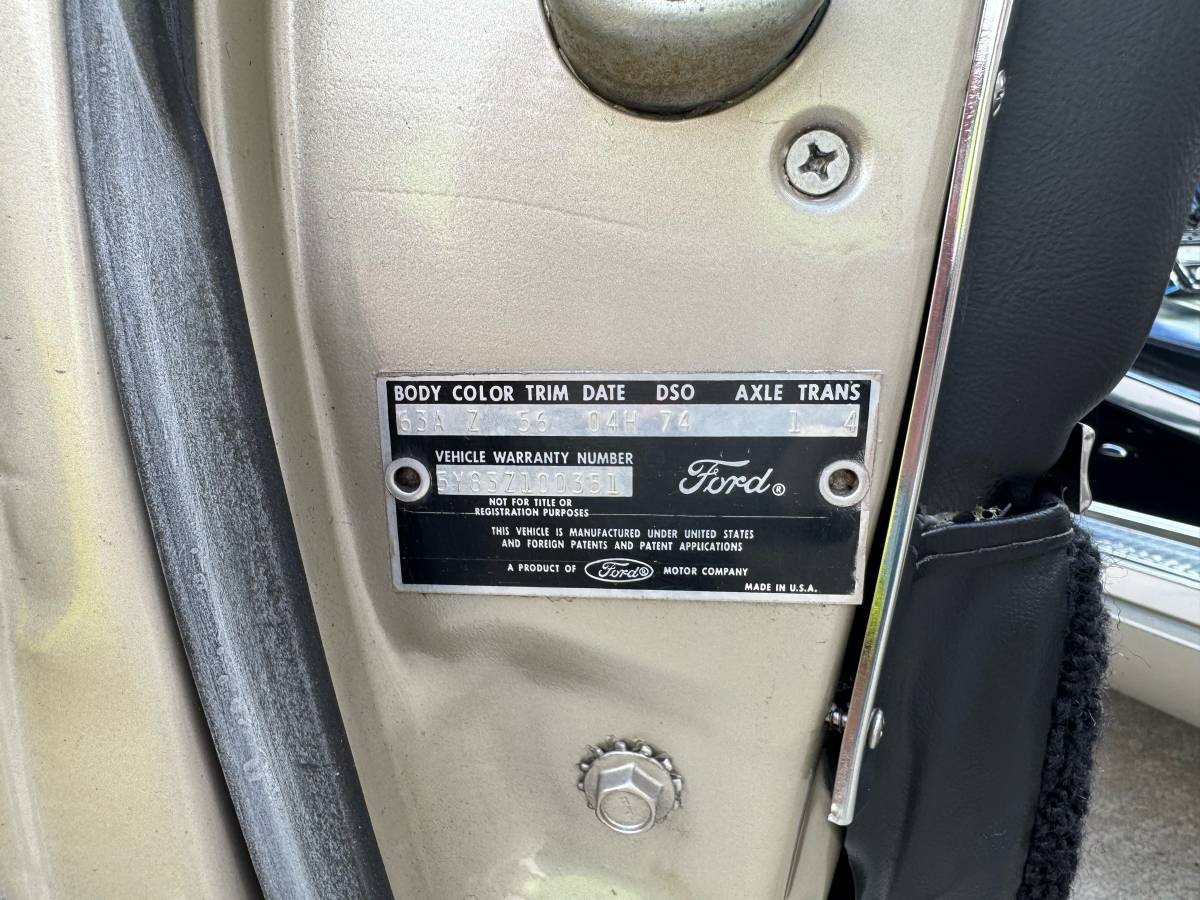 BODY COLOR TRIM DATE DSO AXLE TRANS
63A Z 56 04H 74 1 4
VEHICLE WARRANTY NUMBER
6Y83Z100351
NOT FOR TITLE OR
REGISTRATION PURPOSES
Ford®
THIS VEHICLE IS MANUFACTURED UNDER UNITED STATES
AND FOREIGN PATENTS AND PATENT APPLICATIONS
A PRODUCT OF Ford® MOTOR COMPANY
MADE IN U.S.A.